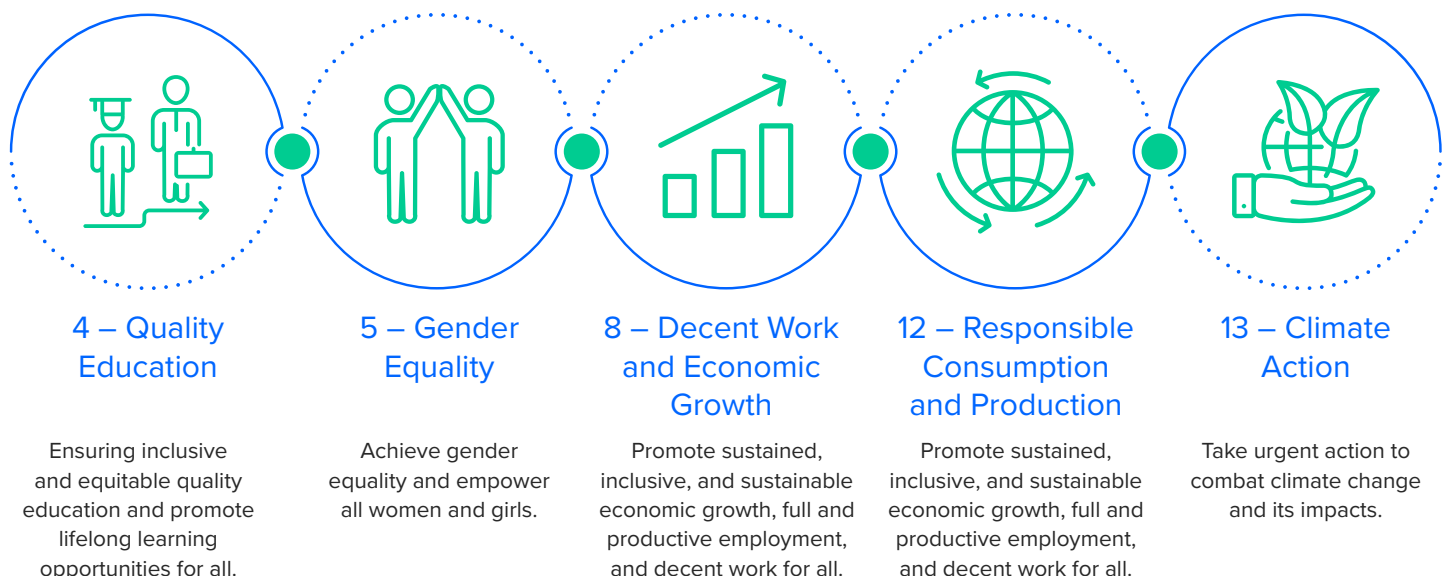 4 – Quality
Education
Ensuring inclusive
and equitable quality
education and promote
lifelong learning
opportunities for all.
5 – Gender
Equality
Achieve gender
equality and empower
all women and girls.
8 – Decent Work
and Economic
Growth
Promote sustained,
inclusive, and sustainable
economic growth, full and
productive employment,
and decent work for all.
12 – Responsible
Consumption
and Production
Promote sustained,
inclusive, and sustainable
economic growth, full and
productive employment,
and decent work for all.
13 – Climate
Action
Take urgent action to
combat climate change
and its impacts.